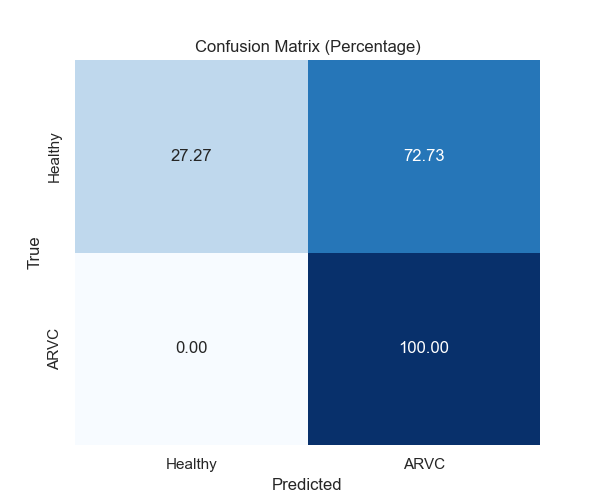 Confusion Matrix (Percentage)
Healthy
27.27
72.73
True
ARVC
0.00
100.00
Healthy
ARVC
Predicted